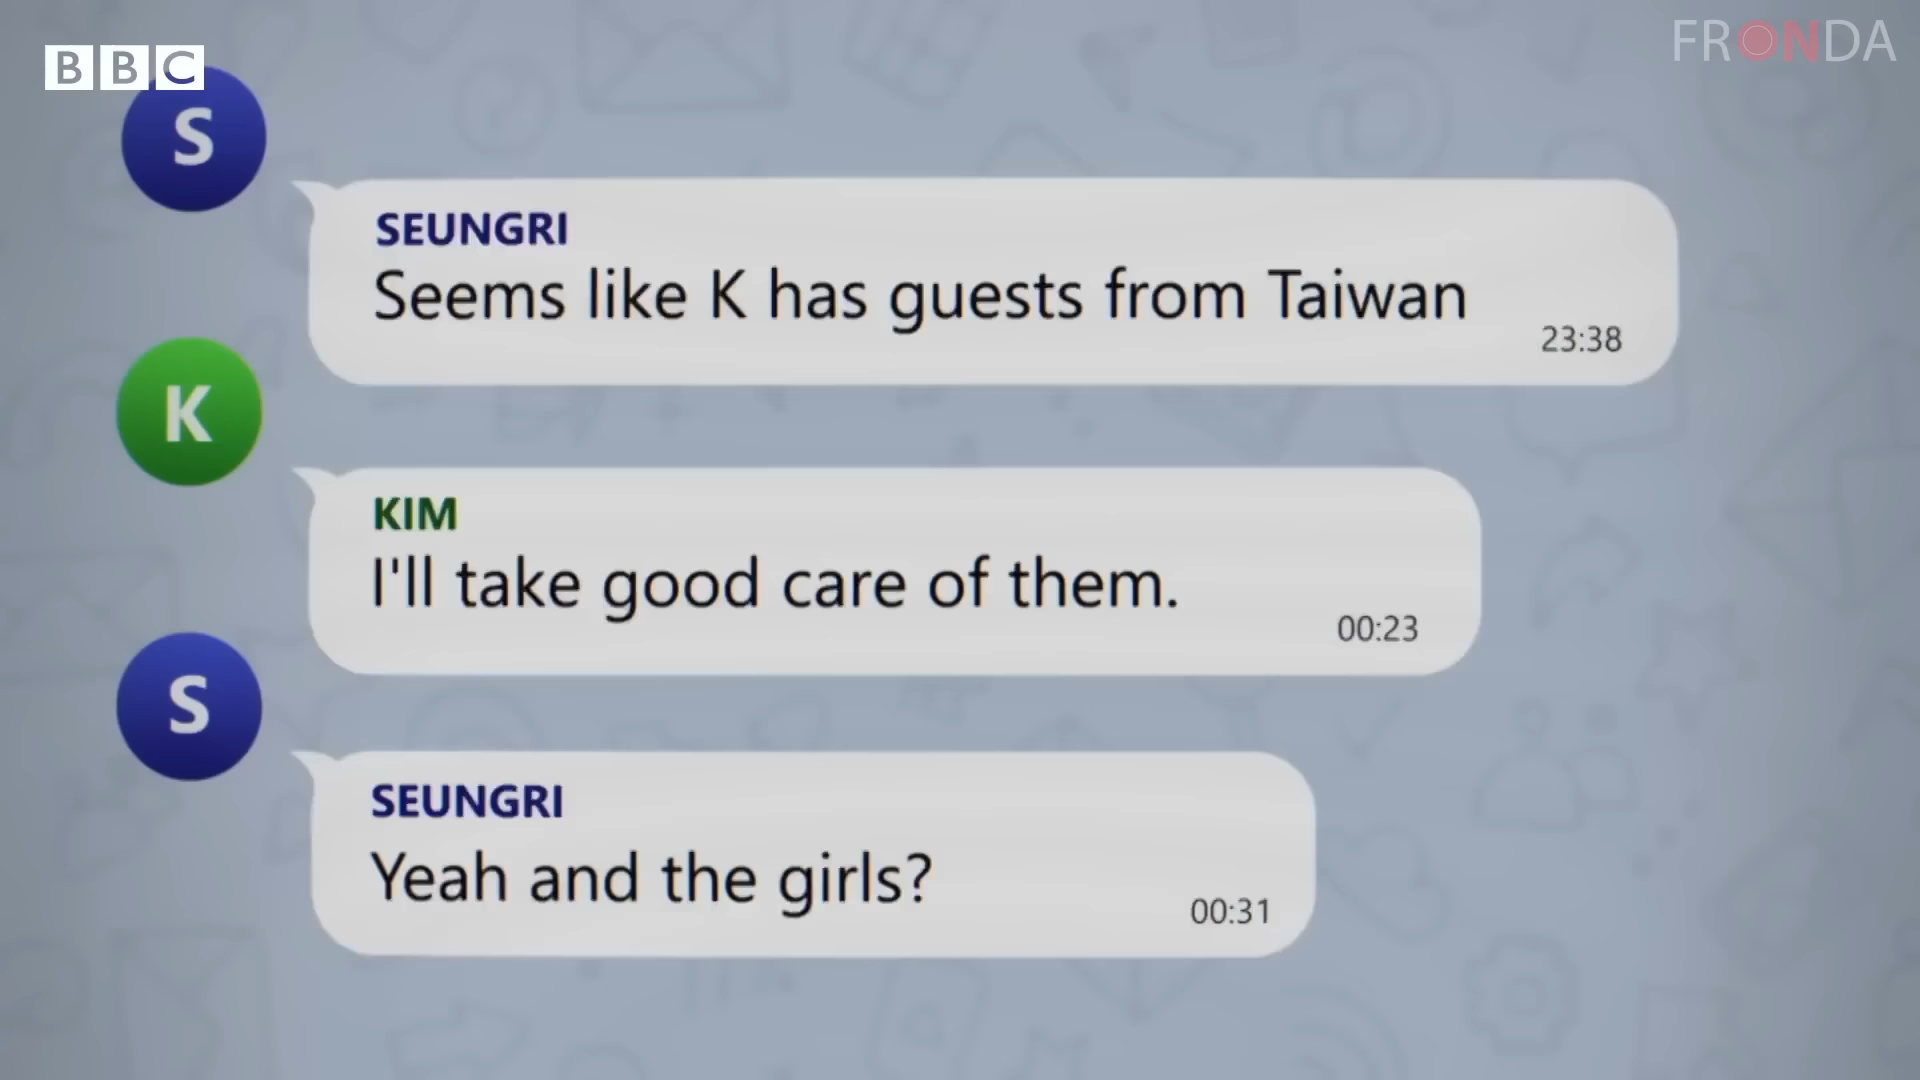 BBC
FRONDA
S
SEUNGRI
Seems like K has guests from Taiwan
23:38
K
KIM
I'll take good care of them.
00:23
S
SEUNGRI
Yeah and the girls?
00:31